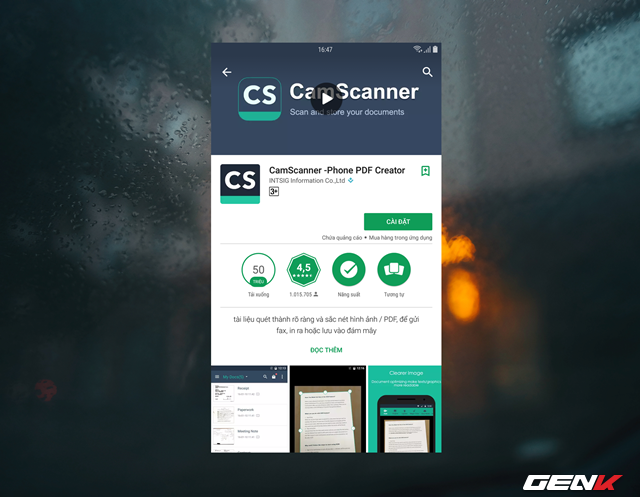 16:47
CS CamScanner
Scan and store your documents
CS
CamScanner -Phone PDF Creator
INTSIG Information Co.,Ltd
3+
CÀI ĐẶT
Chứa quảng cáo • Mua hàng trong ứng dụng
50
TRIỆU
4,5
Tải xuống
1.015.705
Năng suất
Tương tự
tài liệu quét thành rõ ràng và sắc nét hình ảnh / PDF, để gửi
fax, in ra hoặc lưu vào đám mây
ĐỌC THÊM
Clearer image
Paperwork
Meeting Note
GENK